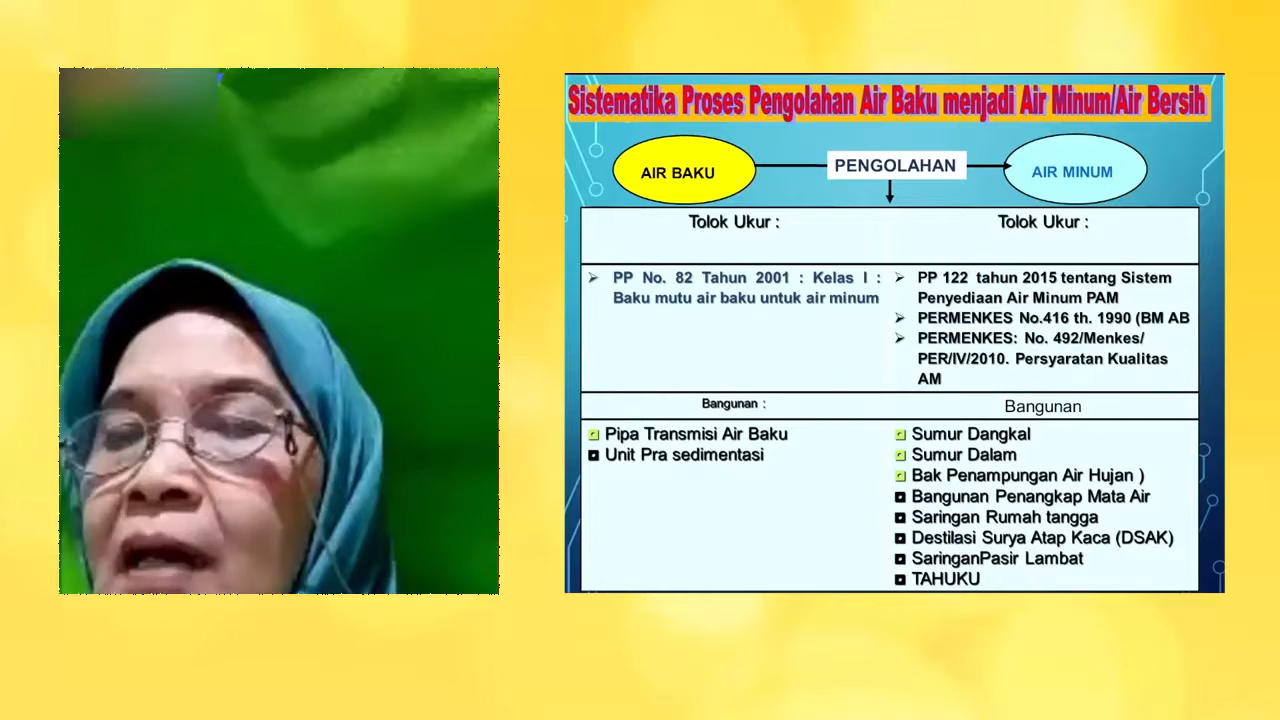 Sistematika Proses Pengolahan Air Baku menjadi Air Minum/Air Bersih
AIR BAKU
PENGOLAHAN
AIR MINUM
Tolok Ukur :
Tolok Ukur :
PP No. 82 Tahun 2001 : Kelas I :
Baku mutu air baku untuk air minum
PP 122 tahun 2015 tentang Sistem
Penyediaan Air Minum PAM
PERMENKES No.416 th. 1990 (BM AB
PERMENKES: No. 492/Menkes/
PER/IV/2010. Persyaratan Kualitas
AM
Bangunan :
Bangunan
Pipa Transmisi Air Baku
Unit Pra sedimentasi
Sumur Dangkal
Sumur Dalam
Bak Penampungan Air Hujan )
Bangunan Penangkap Mata Air
Saringan Rumah tangga
Destilasi Surya Atap Kaca (DSAK)
SaringanPasir Lambat
TAHUKU